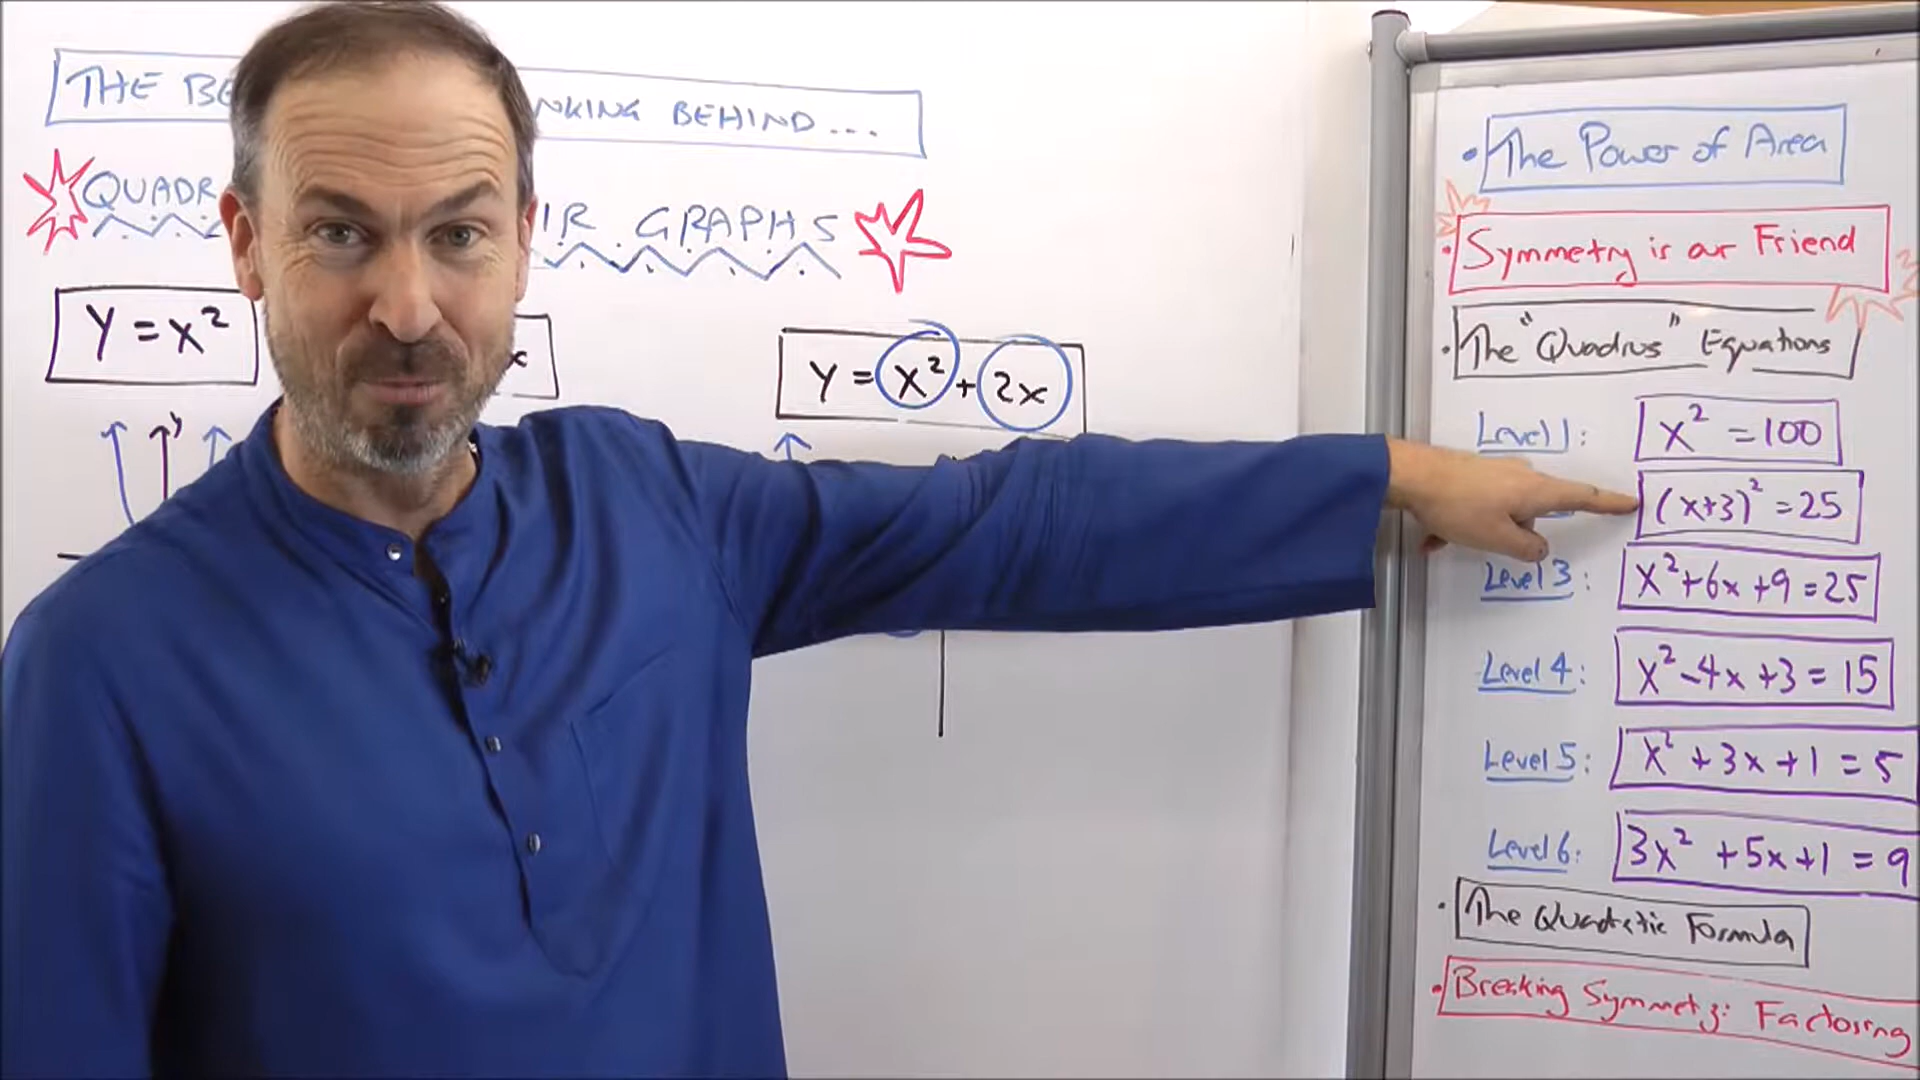 THE BE NKING BEHIND...
QUADR IR GRAPHS
Y = x²
x
Y = x² + 2x
y
• The Power of Area
• Symmetry is our Friend
• The "Quadrus" Equations
Level 1: x² = 100
(x+3)² = 25
Level 3: x²+6x+9=25
Level 4: x²-4x+3=15
Level 5: x²+3x+1=5
Level 6: 3x²+5x+1=9
• The Quadratic Formula
• Breaking Symmetry: Factoring